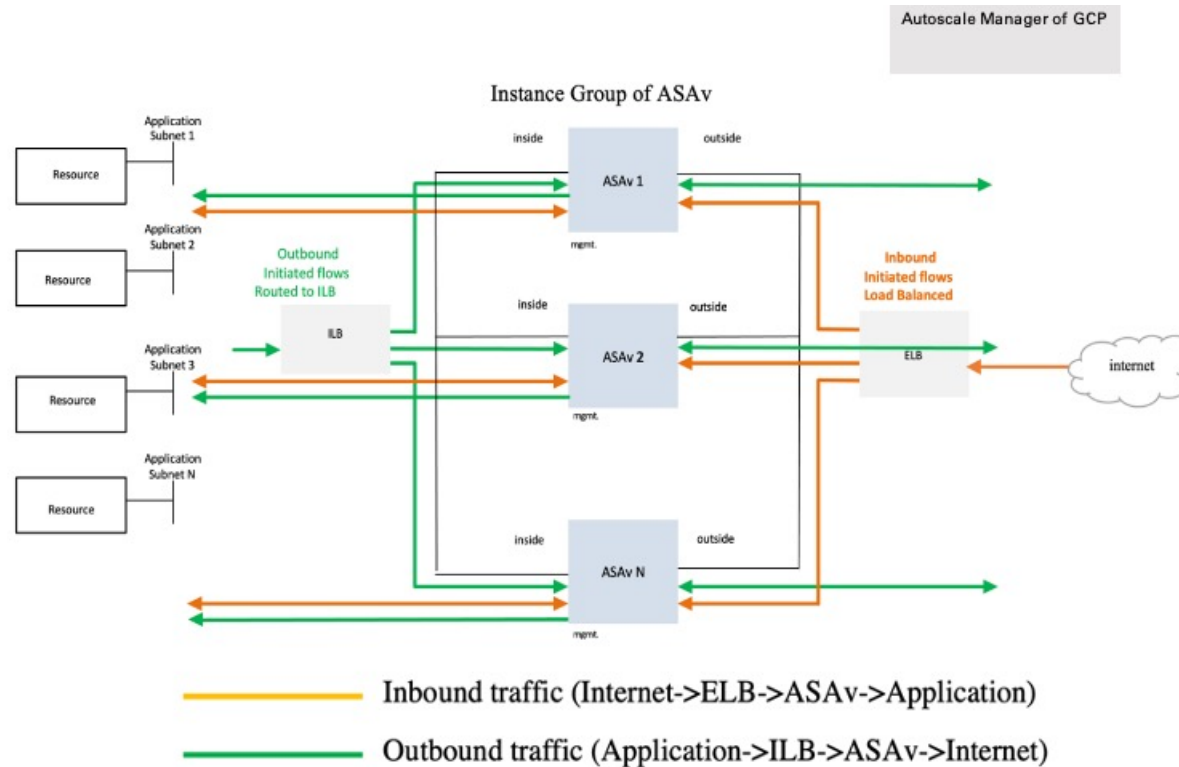 Autoscale Manager of GCP
Instance Group of ASAv
Application
Subnet 1
Resource
inside
ASAv 1
outside
mgmt.
Application
Subnet 2
Resource
Outbound
Initiated flows
Routed to ILB
Inbound
Initiated flows
Load Balanced
inside
outside
ILB
ASAv 2
ELB
internet
mgmt.
Application
Subnet 3
Resource
Application
Subnet N
Resource
inside
ASAv N
outside
mgmt.
Inbound traffic (Internet->ELB->ASAv->Application)
Outbound traffic (Application->ILB->ASAv->Internet)